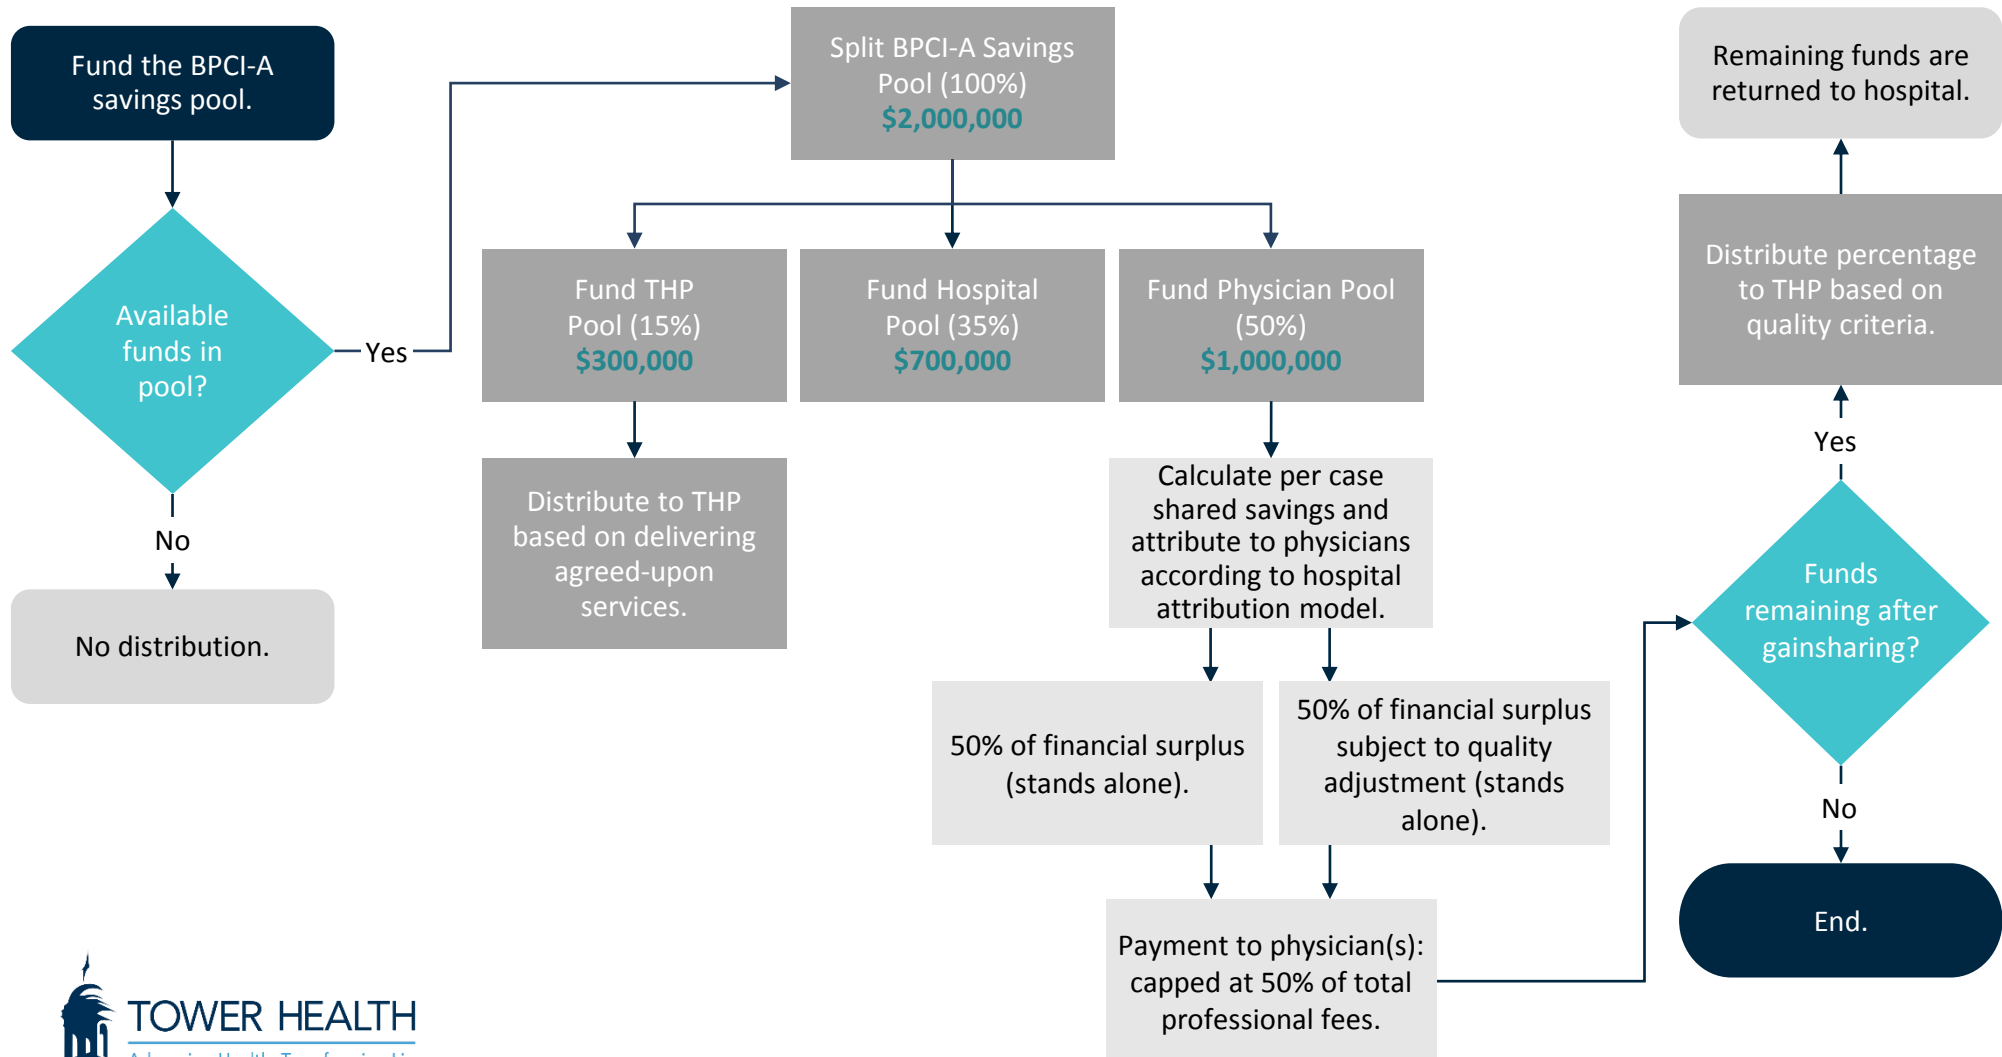 Fund the BPCI-A
savings pool.
Available
funds in
pool?
Yes
No
No distribution.
Split BPCI-A Savings
Pool (100%)
$2,000,000
Fund THP
Pool (15%)
$300,000
Fund Hospital
Pool (35%)
$700,000
Fund Physician Pool
(50%)
$1,000,000
Distribute to THP
based on delivering
agreed-upon
services.
Calculate per case
shared savings and
attribute to physicians
according to hospital
attribution model.
50% of financial surplus
(stands alone).
50% of financial surplus
subject to quality
adjustment (stands
alone).
Payment to physician(s):
capped at 50% of total
professional fees.
Remaining funds are
returned to hospital.
Distribute percentage
to THP based on
quality criteria.
Yes
Funds
remaining after
gainsharing?
No
End.
TOWER HEALTH